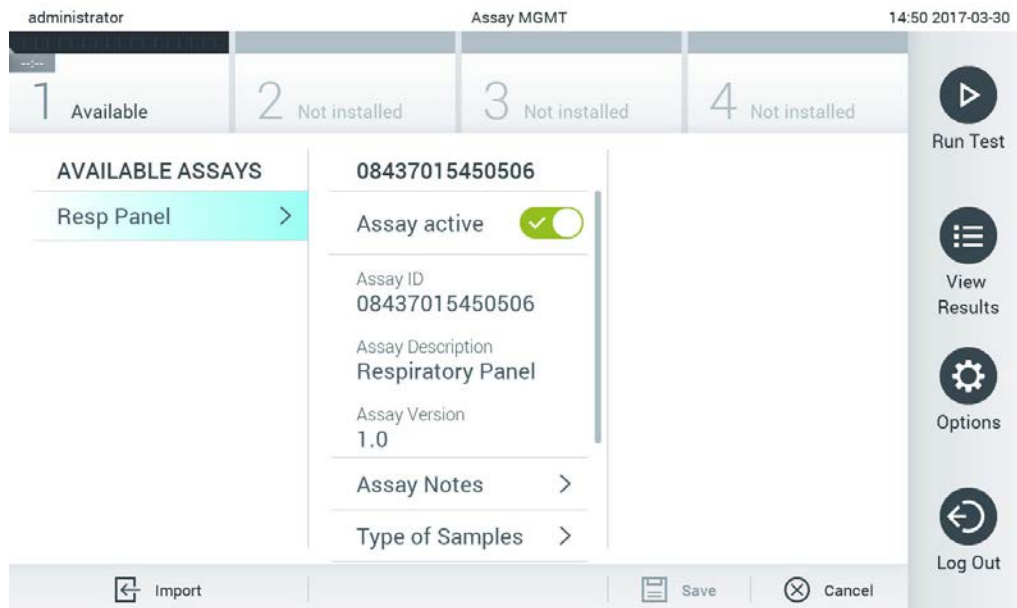 administrator
Assay MGMT
14:50 2017-03-30
--:--
1 Available
2 Not installed
3 Not installed
4 Not installed
Run Test
AVAILABLE ASSAYS
Resp Panel
08437015450506
Assay active
Assay ID
08437015450506
Assay Description
Respiratory Panel
Assay Version
1.0
Assay Notes
Type of Samples
View
Results
Options
Log Out
Import
Save
Cancel